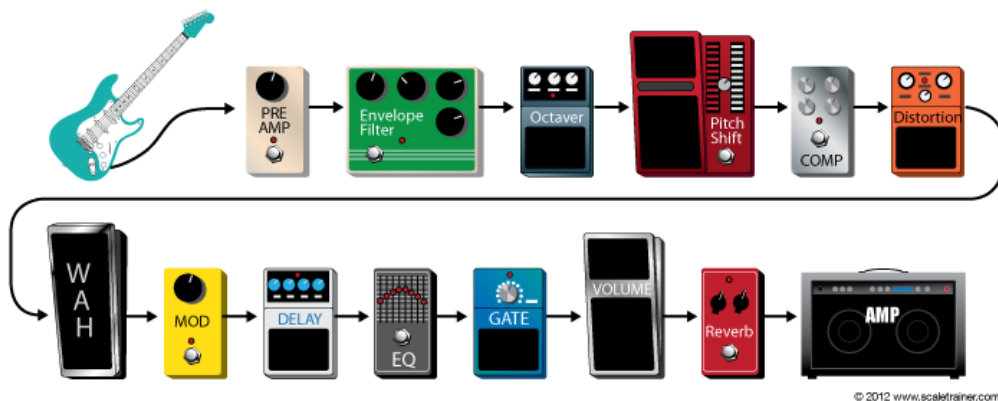 PRE
AMP
Envelope
Filter
Octaver
Pitch
Shift
COMP
Distortion
W
A
H
MOD
DELAY
EQ
GATE
VOLUME
Reverb
AMP
© 2012 www.scaletrainer.com